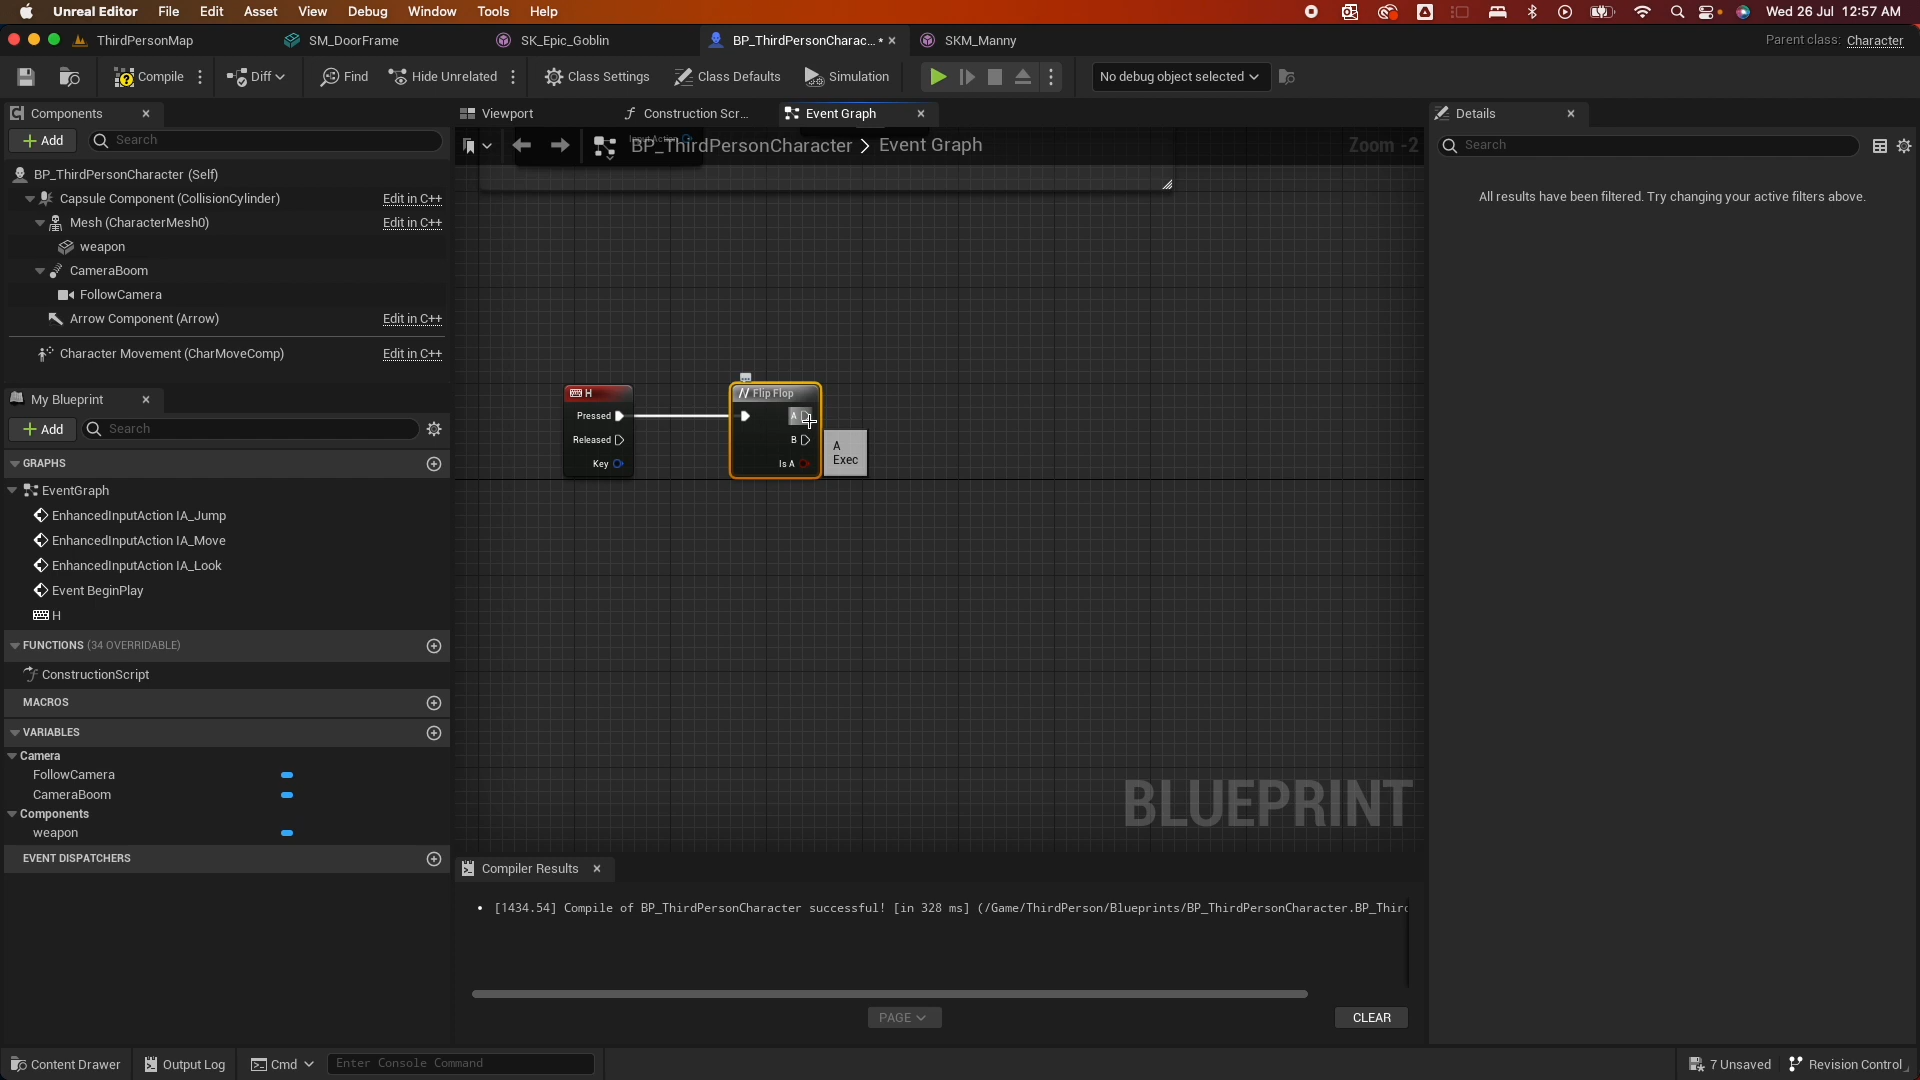 Unreal Editor File Edit Asset View Debug Window Tools Help Wed 26 Jul 12:57 AM
ThirdPersonMap SM_DoorFrame SK_Epic_Goblin BP_ThirdPersonCharac... • SKM_Manny Parent class: Character
Compile Diff Find Hide Unrelated Class Settings Class Defaults Simulation No debug object selected
Components Viewport Construction Scr... Event Graph Details
Add Search BP_ThirdPersonCharacter > Event Graph Zoom -2 Search
Input Action
BP_ThirdPersonCharacter (Self)
All results have been filtered. Try changing your active filters above.
Capsule Component (CollisionCylinder) Edit in C++
Mesh (CharacterMesh0) Edit in C++
weapon
CameraBoom
FollowCamera
Arrow Component (Arrow) Edit in C++
Character Movement (CharMoveComp) Edit in C++
My Blueprint
H Flip Flop
Pressed A
Released B
Key Is A
A
Exec
Add Search
GRAPHS
EventGraph
EnhancedInputAction IA_Jump
EnhancedInputAction IA_Move
EnhancedInputAction IA_Look
Event BeginPlay
H
FUNCTIONS (34 OVERRIDABLE)
ConstructionScript
MACROS
VARIABLES
Camera
FollowCamera
CameraBoom
Components
weapon
EVENT DISPATCHERS
BLUEPRINT
Compiler Results
• [1434.54] Compile of BP_ThirdPersonCharacter successful! [in 328 ms] (/Game/ThirdPerson/Blueprints/BP_ThirdPersonCharacter.BP_Thirc
PAGE CLEAR
Content Drawer Output Log Cmd Enter Console Command 7 Unsaved Revision Control